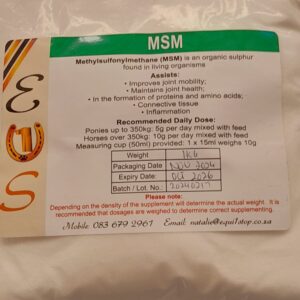 MSM
Methylsulfonylmethane (MSM) is an organic sulphur
found in living organisms
Assists:
• Improves joint mobility;
• Maintains joint health;
• In the formation of proteins and amino acids;
• Connective tissue
• Inflammation
Recommended Daily Dose:
Ponies up to 350kg: 5g per day mixed with feed
Horses over 350kg: 10g per day mixed with feed
Measuring cup (50ml) provided: 1 x 15ml weighs 10g
Weight 1KG
Packaging Date NOV 2024
Expiry Date: Oct 2026
Batch / Lot No.: 20240217
Please Note:
Depending on the density of the supplement will determine the actual weight. It is
recommended that dosages are weighed to determine correct supplementing.
Mobile 083 679 2961 Email: natalie@equi1stop.co.za
E
1
S